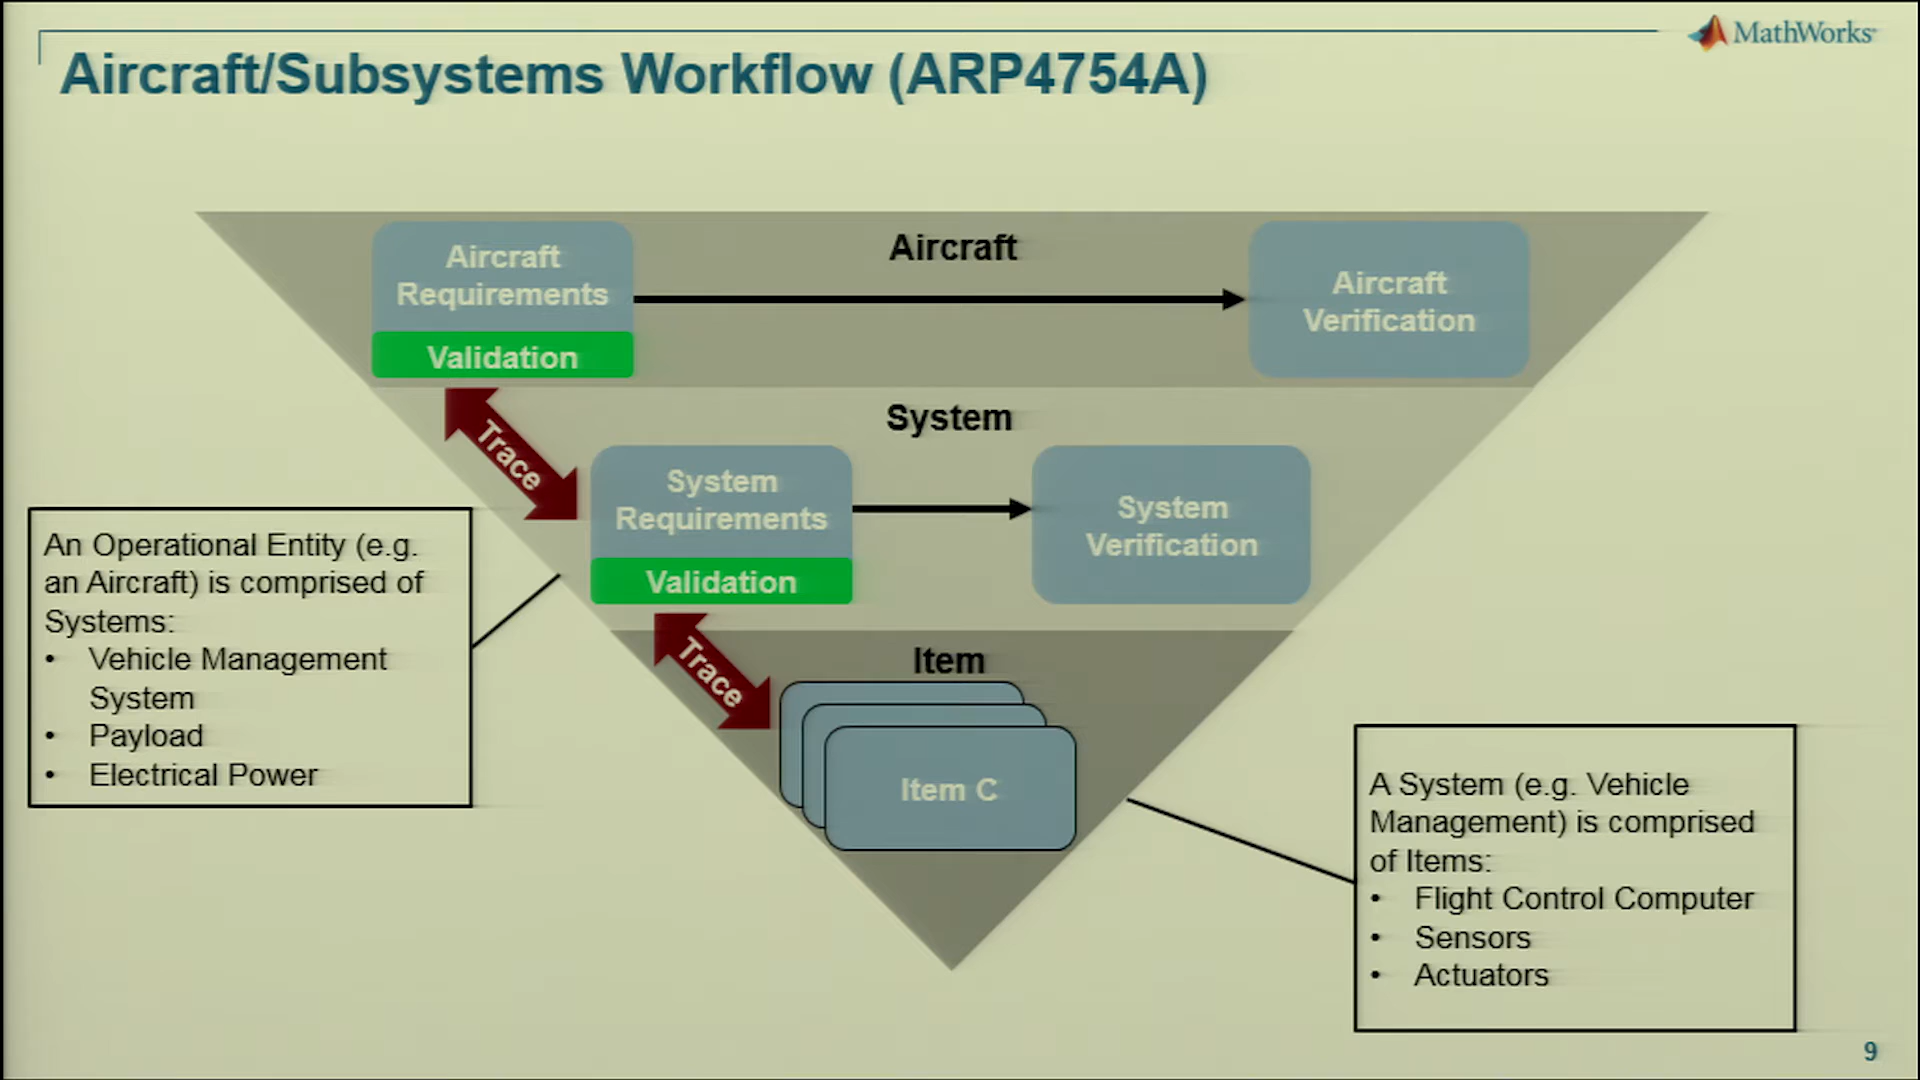 MathWorks
Aircraft/Subsystems Workflow (ARP4754A)
Aircraft
Aircraft
Requirements
Validation
Aircraft
Verification
Trace
System
System
Requirements
Validation
System
Verification
An Operational Entity (e.g.
an Aircraft) is comprised of
Systems:
• Vehicle Management
System
• Payload
• Electrical Power
Trace
Item
Item C
A System (e.g. Vehicle
Management) is comprised
of Items:
• Flight Control Computer
• Sensors
• Actuators
9